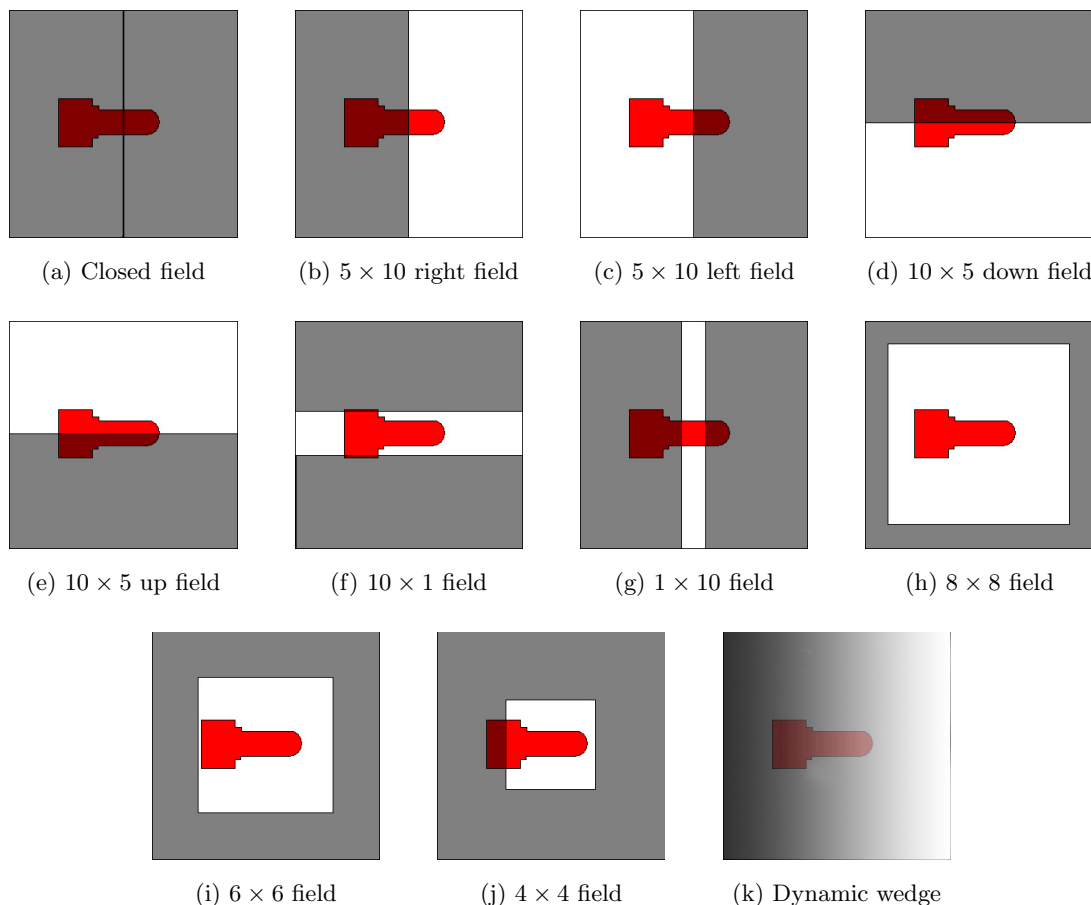 (a) Closed field
(b) 5 × 10 right field
(c) 5 × 10 left field
(d) 10 × 5 down field
(e) 10 × 5 up field
(f) 10 × 1 field
(g) 1 × 10 field
(h) 8 × 8 field
(i) 6 × 6 field
(j) 4 × 4 field
(k) Dynamic wedge